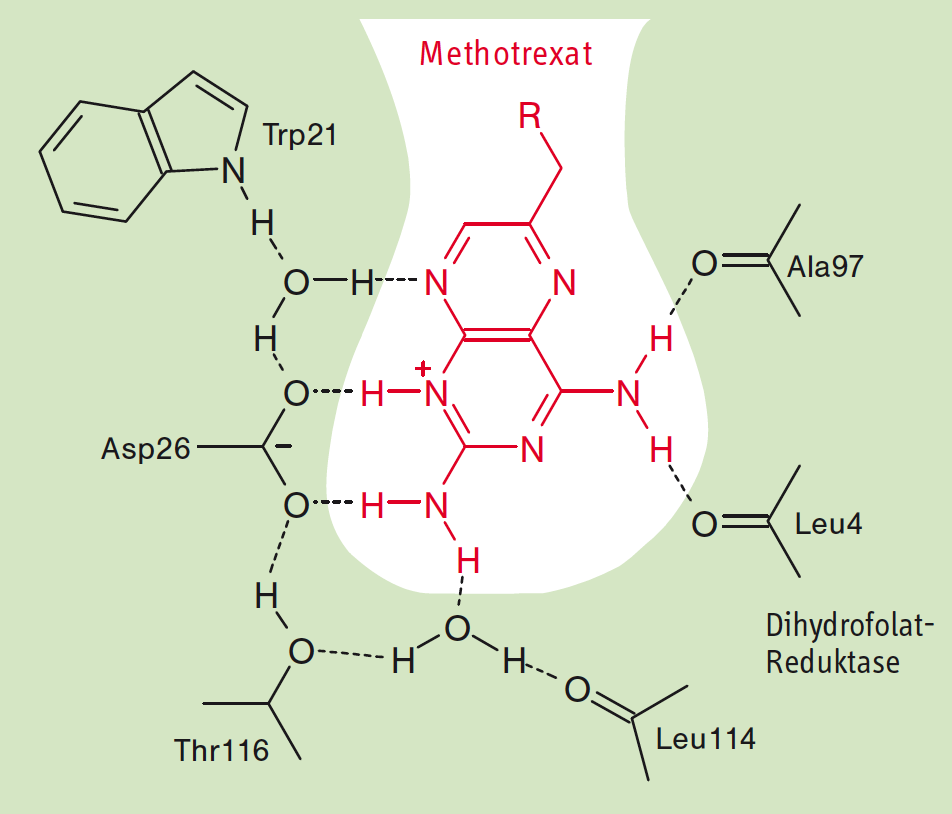 Methotrexat
R
Trp21
N
H
O H N N
O Ala97
H H
+
O H N N
Asp26 − N H
O H N
O Leu4
H
H
O
Dihydrofolat-
Reduktase
O H H
O
Leu114
Thr116